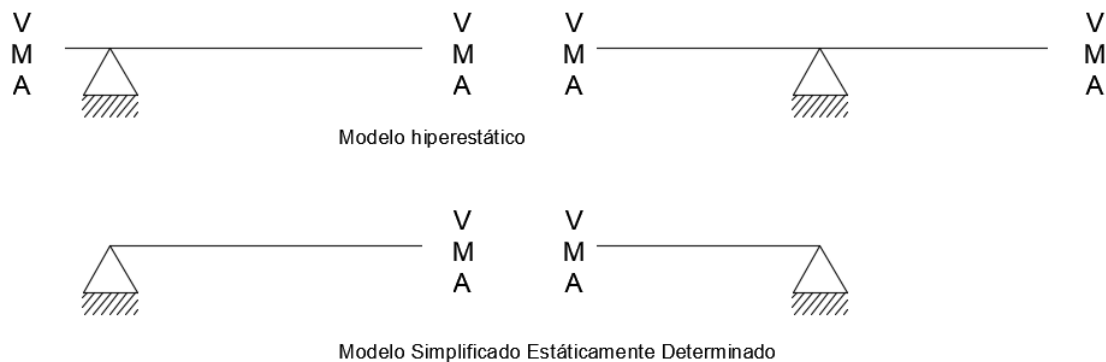 V V V V
M M M M
A A A A
Modelo hiperestático
V V
M M
A A
Modelo Simplificado Estáticamente Determinado